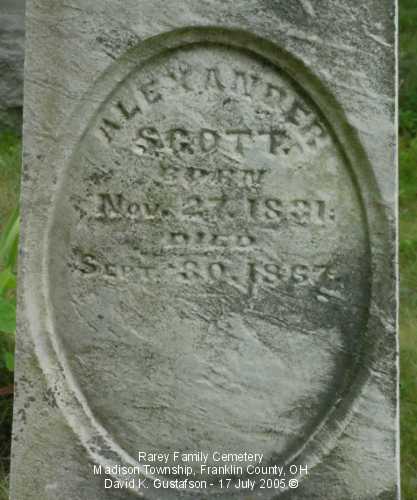 ALEXANDER
SCOTT.
BORN
Nov. 27, 1831.
DIED
Sept. 30, 1867.
Rarey Family Cemetery
Madison Township, Franklin County, OH.
David K. Gustafson - 17 July 2005 ©